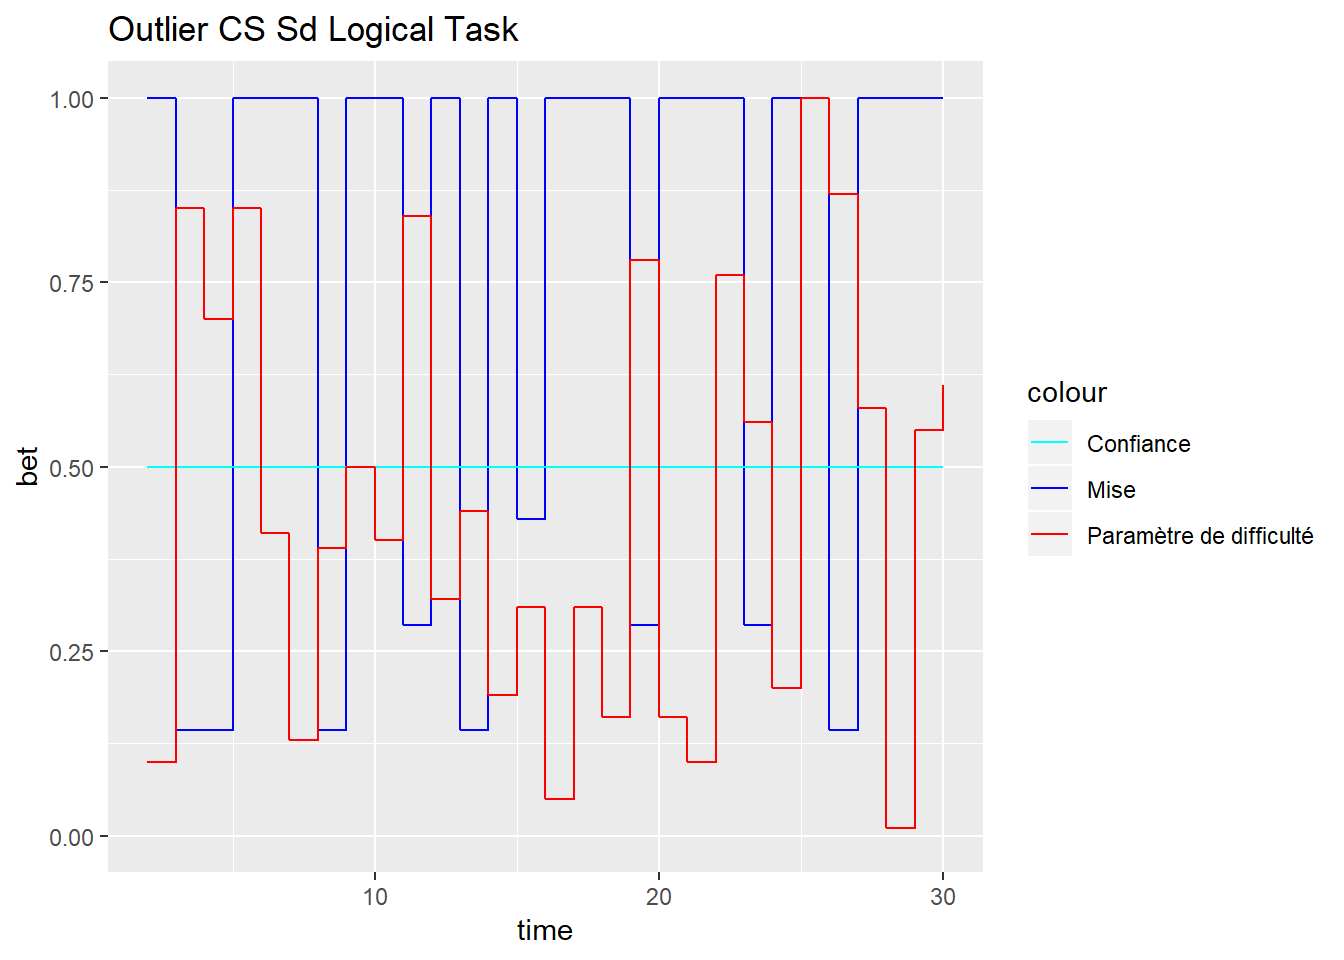 Outlier CS Sd Logical Task
1.00
0.75
0.50
0.25
0.00
bet
10
20
30
time
colour
Confiance
Mise
Paramètre de difficulté